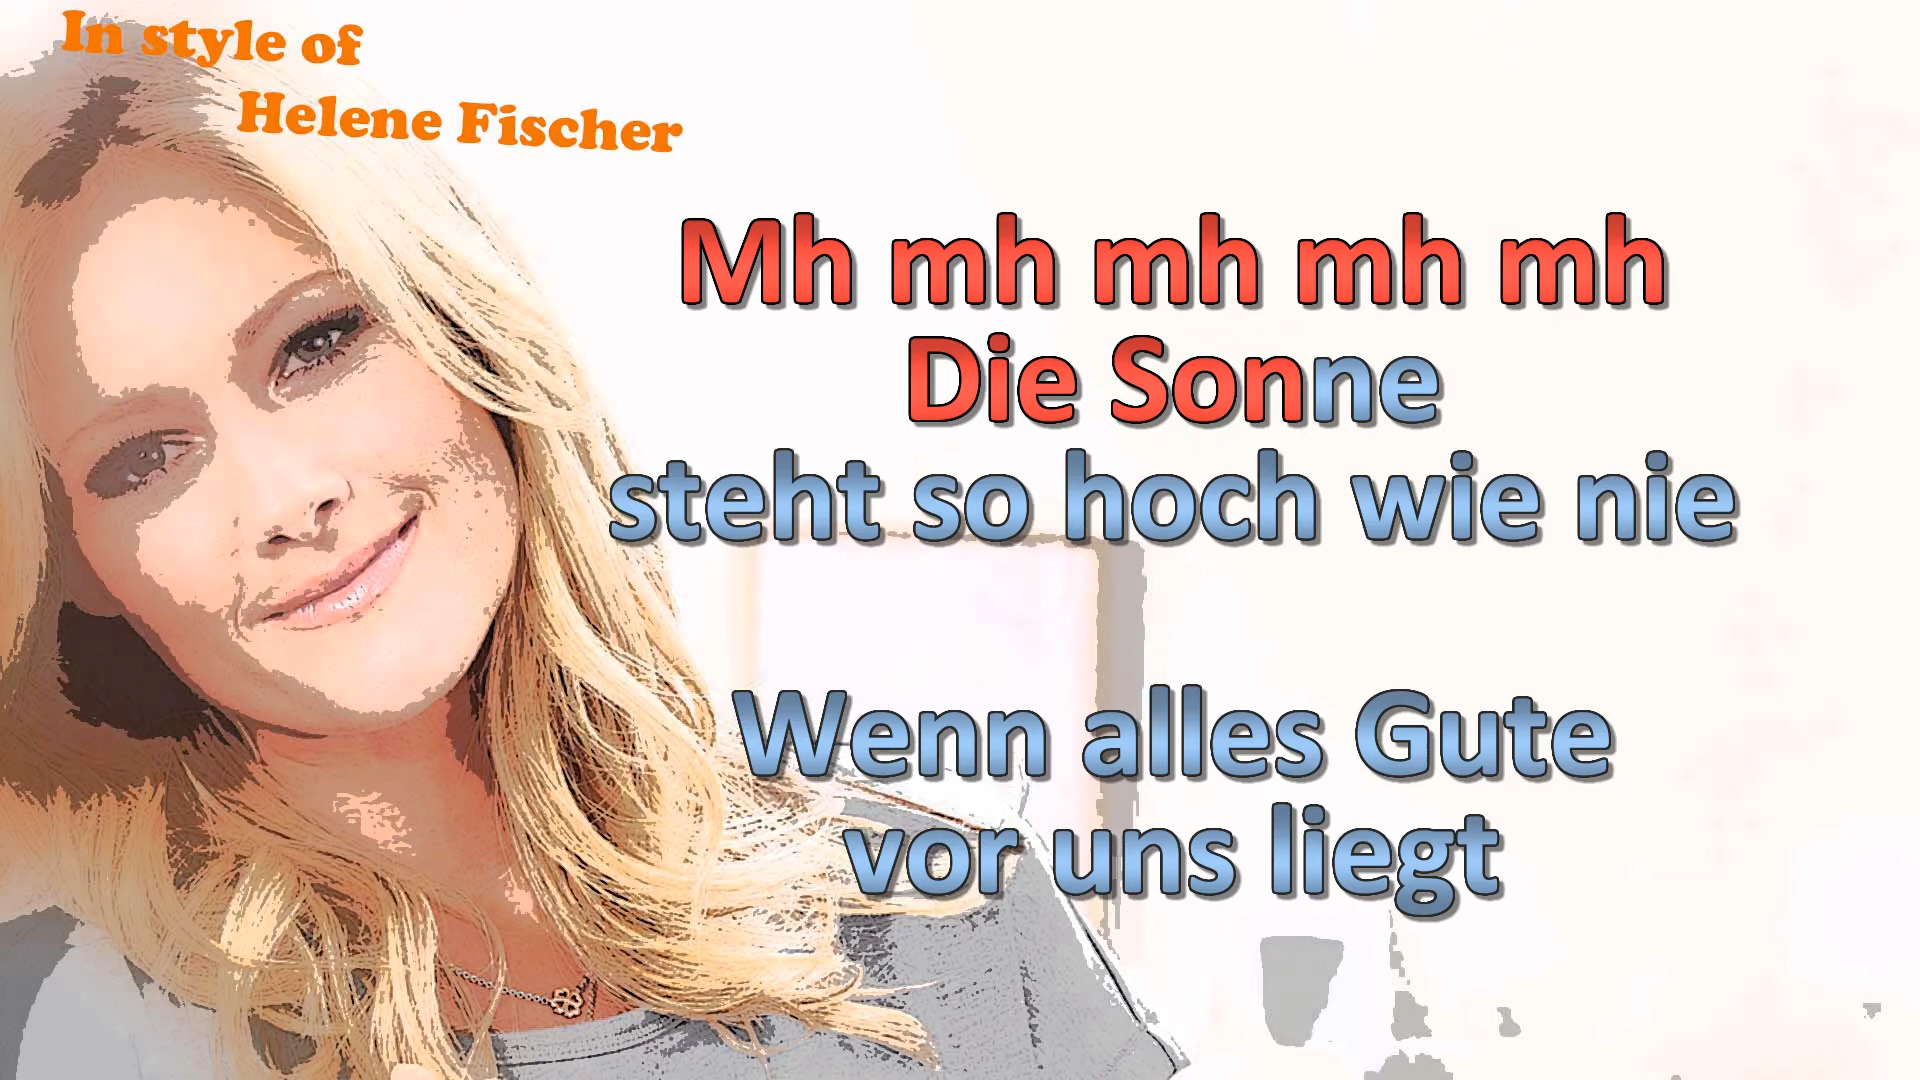 In style of
Helene Fischer
Mh mh mh mh mh
Die Sonne
steht so hoch wie nie
Wenn alles Gute
vor uns liegt